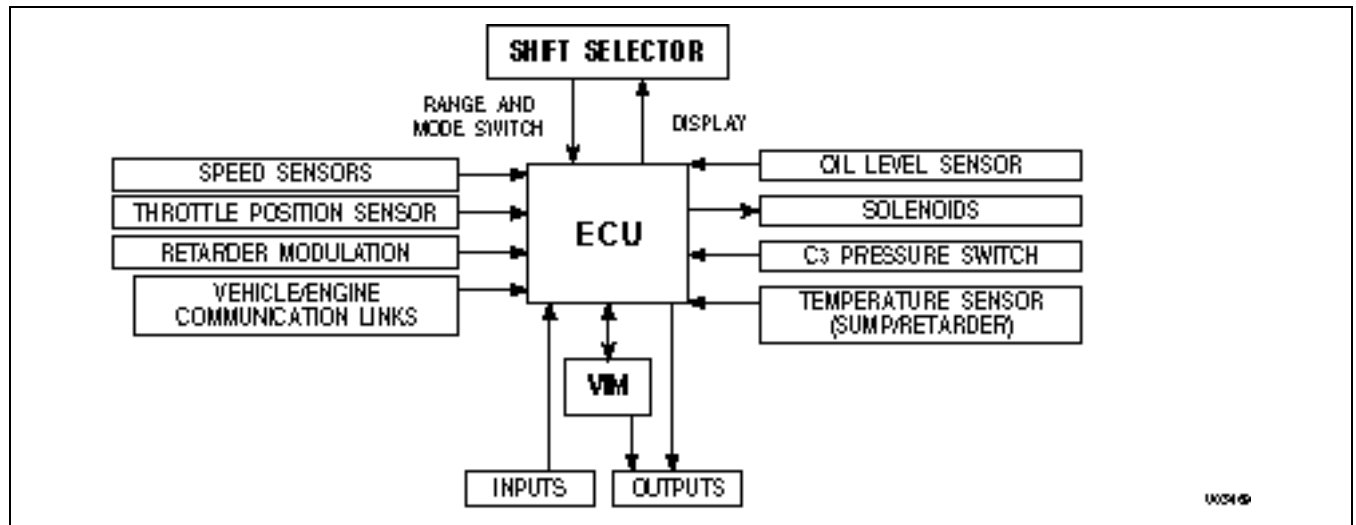 SHIFT SELECTOR
RANGE AND
MODE SWITCH
DISPLAY
SPEED SENSORS
THROTTLE POSITION SENSOR
RETARDER MODULATION
VEHICLE/ENGINE
COMMUNICATION LINKS
ECU
OIL LEVEL SENSOR
SOLENOIDS
C3 PRESSURE SWITCH
TEMPERATURE SENSOR
(SUMP/RETARDER)
VIM
INPUTS
OUTPUTS